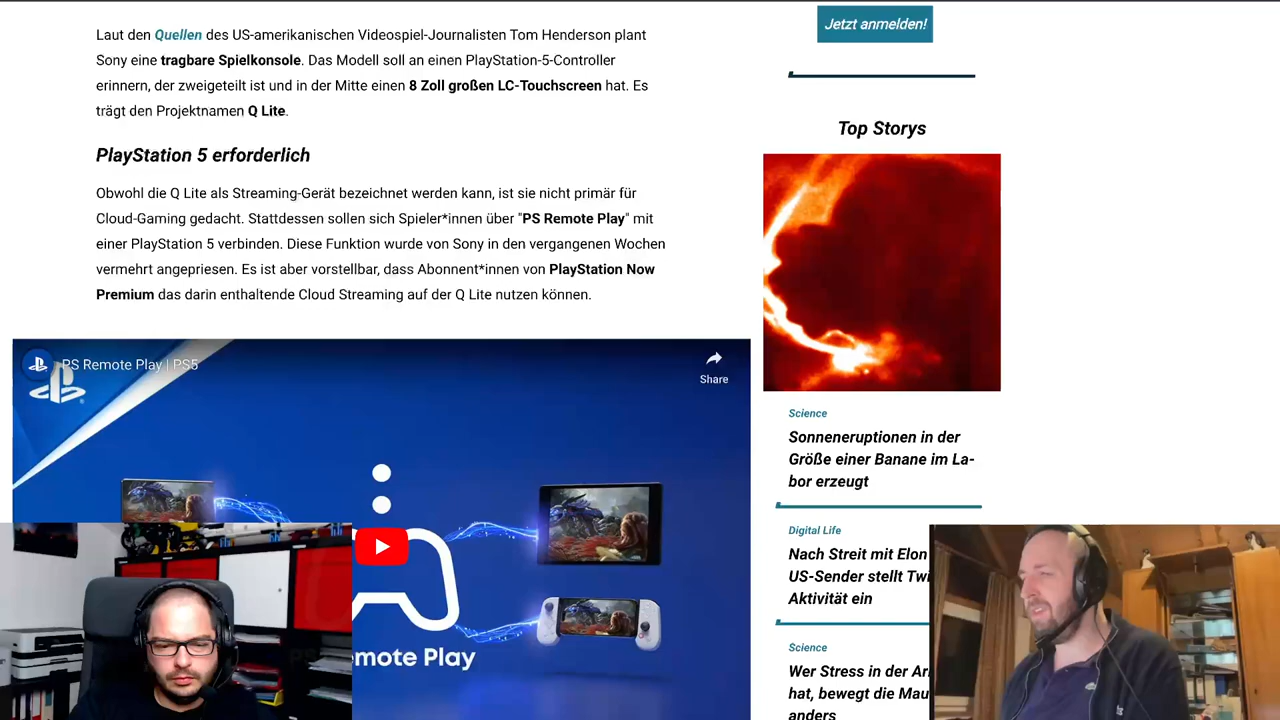 Laut den Quellen des US-amerikanischen Videospiel-Journalisten Tom Henderson plant
Sony eine tragbare Spielkonsole. Das Modell soll an einen PlayStation-5-Controller
erinnern, der zweigeteilt ist und in der Mitte einen 8 Zoll großen LC-Touchscreen hat. Es
trägt den Projektnamen Q Lite.
PlayStation 5 erforderlich
Obwohl die Q Lite als Streaming-Gerät bezeichnet werden kann, ist sie nicht primär für
Cloud-Gaming gedacht. Stattdessen sollen sich Spieler*innen über "PS Remote Play" mit
einer PlayStation 5 verbinden. Diese Funktion wurde von Sony in den vergangenen Wochen
vermehrt angepriesen. Es ist aber vorstellbar, dass Abonnent*innen von PlayStation Now
Premium das darin enthaltende Cloud Streaming auf der Q Lite nutzen können.
PS Remote Play | PS5
Share
emote Play
Jetzt anmelden!
Top Storys
Science
Sonneneruptionen in der
Größe einer Banane im La-
bor erzeugt
Digital Life
Nach Streit mit Elon
US-Sender stellt Twi
Aktivität ein
Science
Wer Stress in der Ar
hat, bewegt die Mau
anders